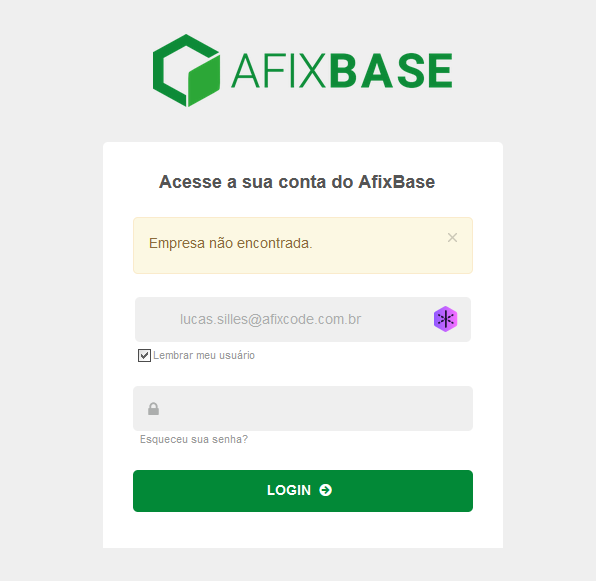 AFIXBASE
Acesse a sua conta do AfixBase
Empresa não encontrada.
×
lucas.silles@afixcode.com.br
Lembrar meu usuário
Esqueceu sua senha?
LOGIN